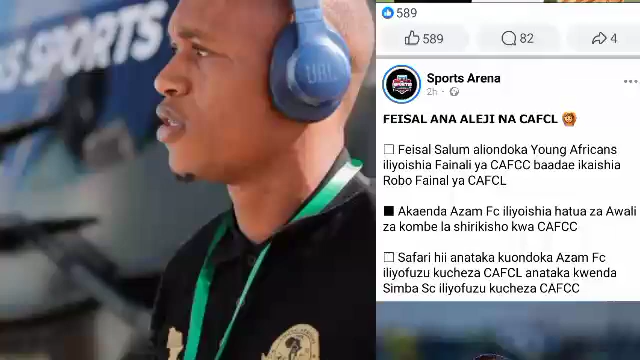 S SPORTS
JBL
589
589
82
4
Sports Arena
2h
FEISAL ANA ALEJI NA CAFCL
Feisal Salum aliondoka Young Africans
iliyoishia Fainali ya CAFCC baadae ikaishia
Robo Fainal ya CAFCL
Akaenda Azam Fc iliyoishia hatua za Awali
za kombe la shirikisho kwa CAFCC
Safari hii anataka kuondoka Azam Fc
iliyofuzu kucheza CAFCL anataka kwenda
Simba Sc iliyofuzu kucheza CAFCC